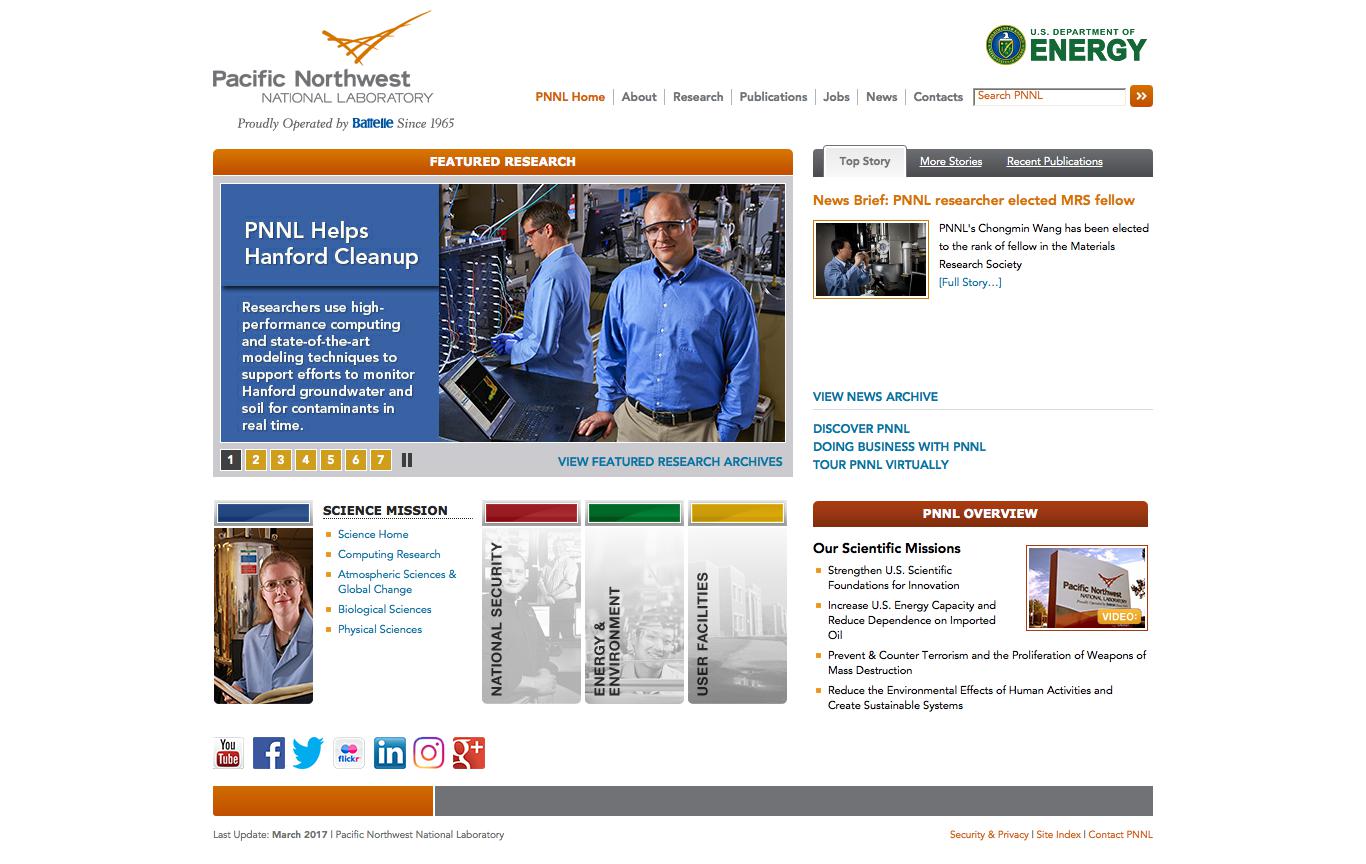 Pacific Northwest
NATIONAL LABORATORY
Proudly Operated by Battelle Since 1965
U.S. DEPARTMENT OF
ENERGY
PNNL Home
About
Research
Publications
Jobs
News
Contacts
Search PNNL
»
FEATURED RESEARCH
PNNL Helps
Hanford Cleanup
Researchers use high-
performance computing
and state-of-the-art
modeling techniques to
support efforts to monitor
Hanford groundwater and
soil for contaminants in
real time.
1 2 3 4 5 6 7
VIEW FEATURED RESEARCH ARCHIVES
Top Story
More Stories
Recent Publications
News Brief: PNNL researcher elected MRS fellow
PNNL's Chongmin Wang has been elected
to the rank of fellow in the Materials
Research Society
[Full Story...]
VIEW NEWS ARCHIVE
DISCOVER PNNL
DOING BUSINESS WITH PNNL
TOUR PNNL VIRTUALLY
SCIENCE MISSION
Science Home
Computing Research
Atmospheric Sciences &
Global Change
Biological Sciences
Physical Sciences
NATIONAL SECURITY
ENERGY &
ENVIRONMENT
USER FACILITIES
PNNL OVERVIEW
Our Scientific Missions
Strengthen U.S. Scientific
Foundations for Innovation
Increase U.S. Energy Capacity and
Reduce Dependence on Imported
Oil
Prevent & Counter Terrorism and the Proliferation of Weapons of
Mass Destruction
Reduce the Environmental Effects of Human Activities and
Create Sustainable Systems
Pacific Northwest
NATIONAL LABORATORY
VIDEO:
You
Tube
f
flickr
in
g+
Last Update: March 2017 | Pacific Northwest National Laboratory
Security & Privacy | Site Index | Contact PNNL